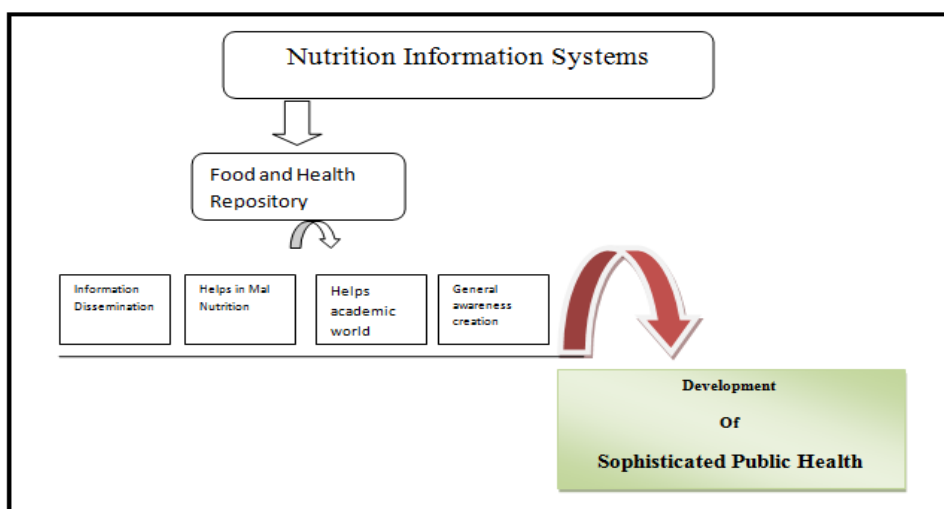 Nutrition Information Systems
Food and Health
Repository
Information
Dissemination
Helps in Mal
Nutrition
Helps
academic
world
General
awareness
creation
Development
Of
Sophisticated Public Health